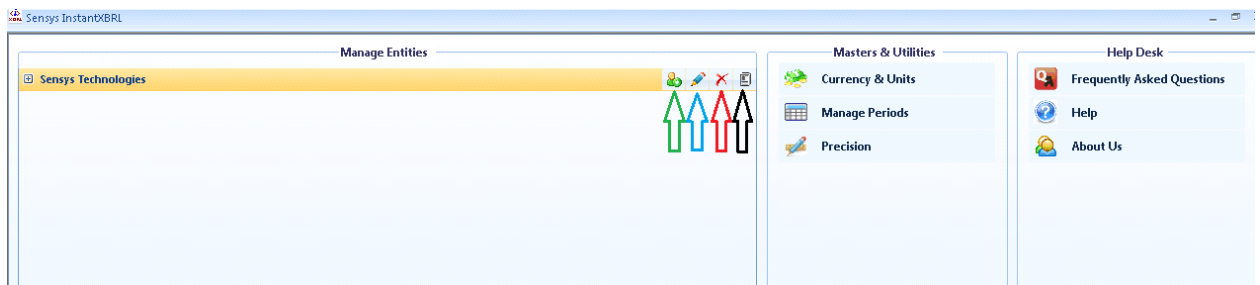 XBRL Sensys InstantXBRL
Manage Entities
Sensys Technologies
Masters & Utilities
Currency & Units
Manage Periods
Precision
Help Desk
Frequently Asked Questions
Help
About Us